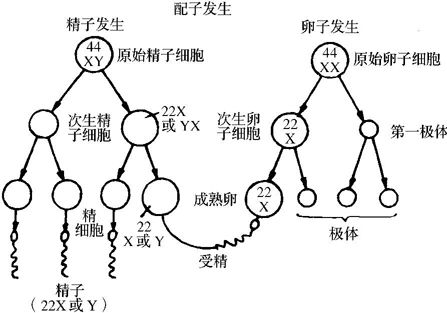 配子发生
精子发生
卵子发生
44
XY
原始精子细胞
44
XX
原始卵子细胞
次生精
子细胞
22X
或 YX
次生卵
子细胞
22
X
第一极体
精
细胞
22
X 或 Y
成熟卵
22
X
极体
受精
精子
（22X或 Y）